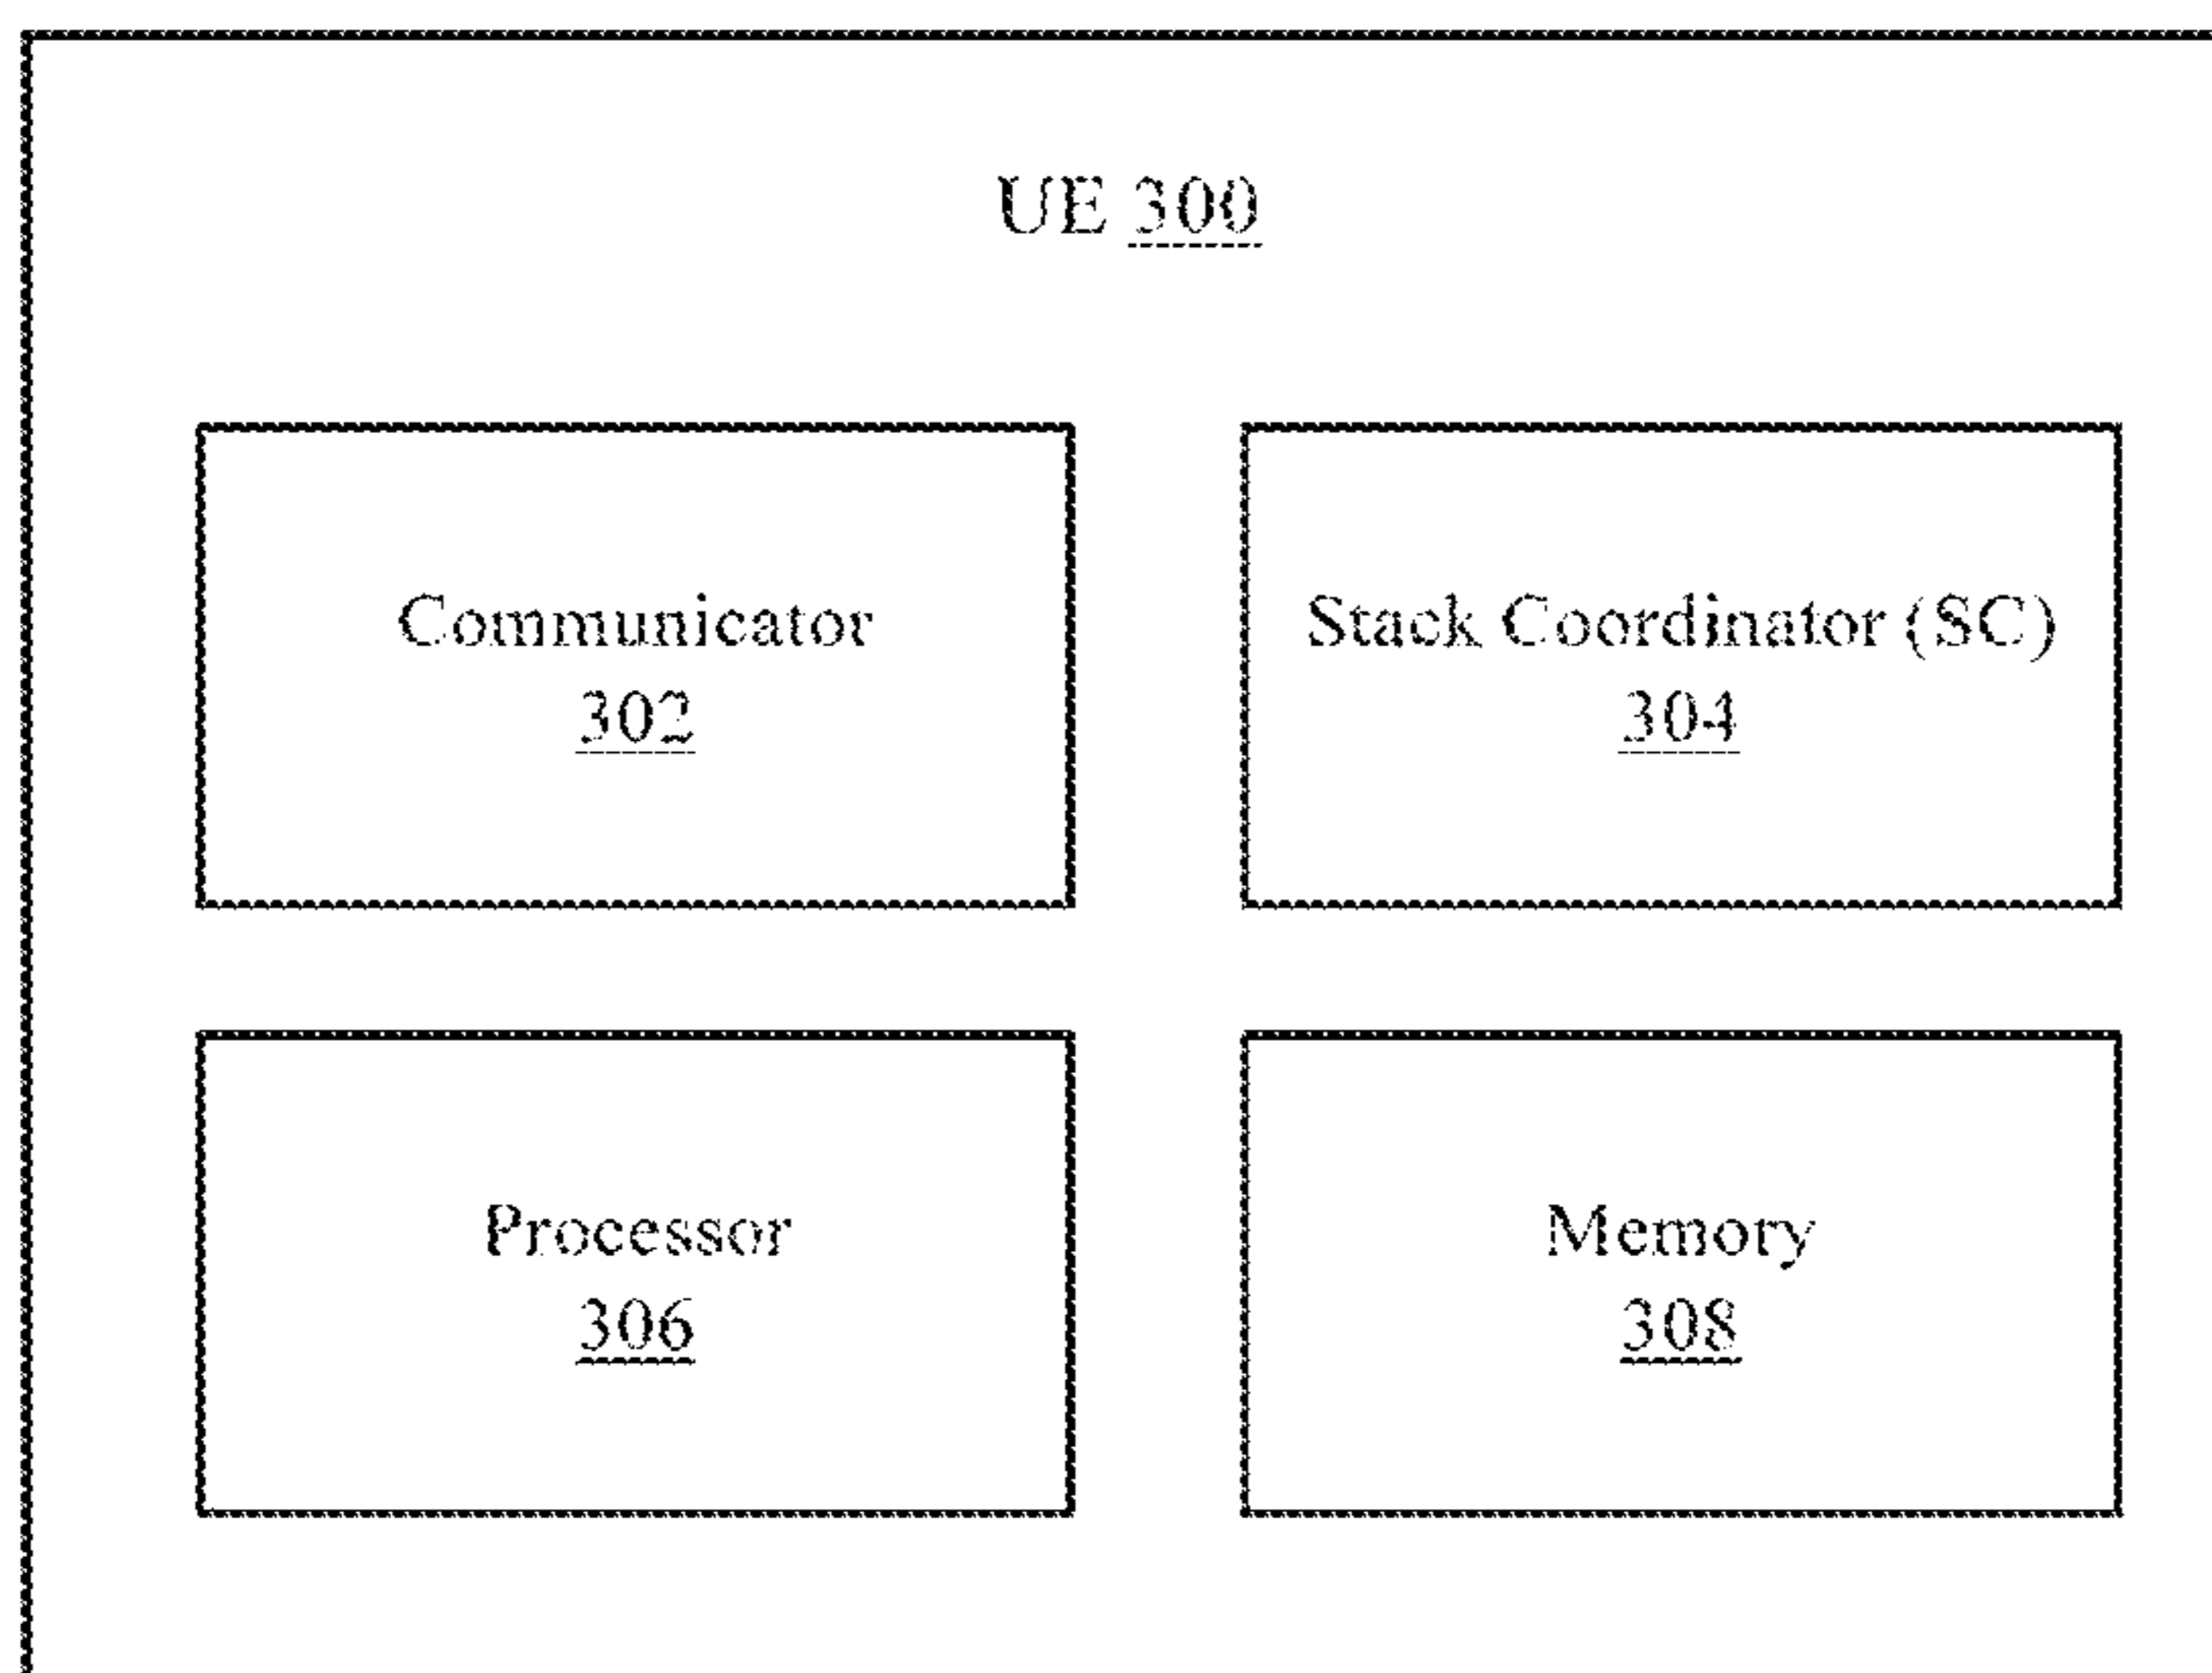 UE 300
Communicator
302
Stack Coordinator (SC)
304
Processor
306
Memory
308